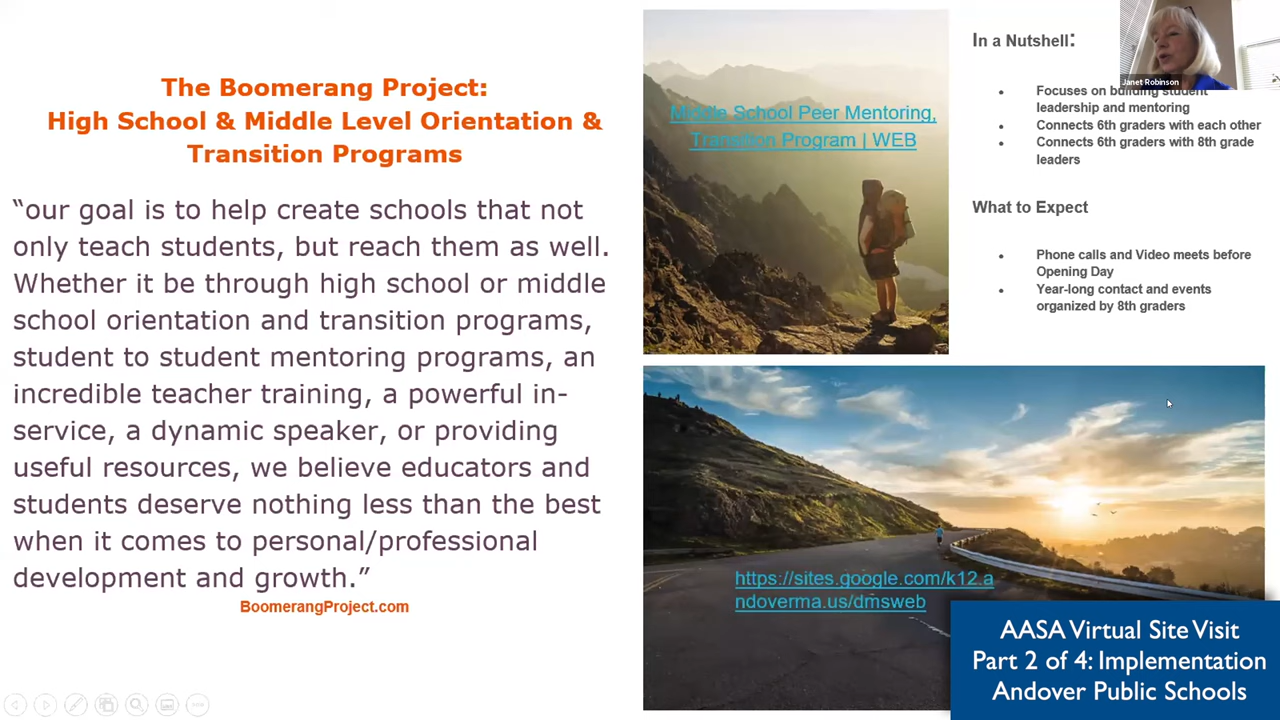 The Boomerang Project:
High School & Middle Level Orientation &
Transition Programs
“our goal is to help create schools that not
only teach students, but reach them as well.
Whether it be through high school or middle
school orientation and transition programs,
student to student mentoring programs, an
incredible teacher training, a powerful in-
service, a dynamic speaker, or providing
useful resources, we believe educators and
students deserve nothing less than the best
when it comes to personal/professional
development and growth.”
BoomerangProject.com
Middle School Peer Mentoring,
Transition Program | WEB
In a Nutshell:
• Focuses on building student
leadership and mentoring
• Connects 6th graders with each other
• Connects 6th graders with 8th grade
leaders
What to Expect
• Phone calls and Video meets before
Opening Day
• Year-long contact and events
organized by 8th graders
Janet Robinson
https://sites.google.com/k12.a
ndoverma.us/dmsweb
AASA Virtual Site Visit
Part 2 of 4: Implementation
Andover Public Schools